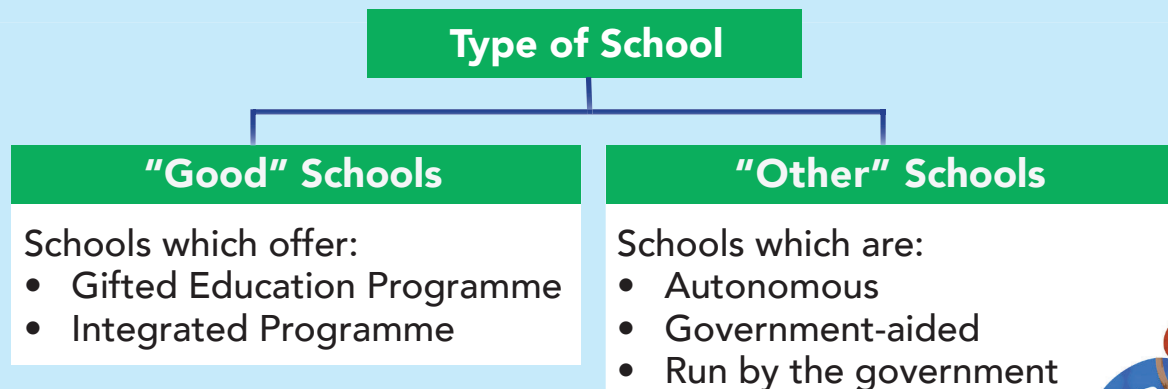 Type of School
"Good" Schools
Schools which offer:
• Gifted Education Programme
• Integrated Programme
"Other" Schools
Schools which are:
• Autonomous
• Government-aided
• Run by the government